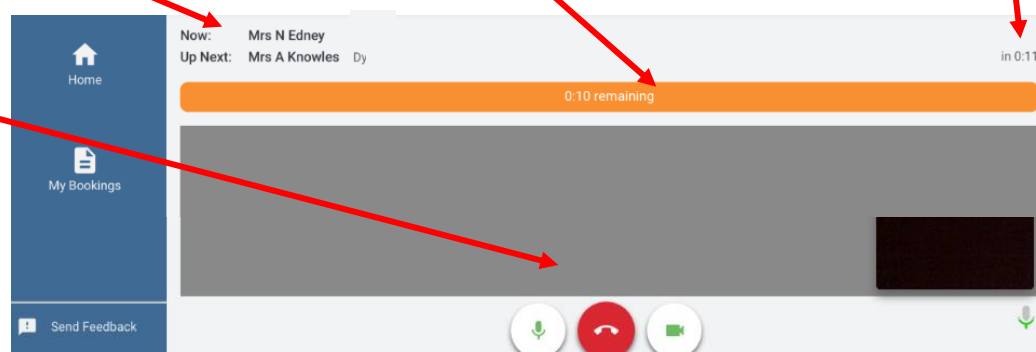 Now: Mrs N Edney
Up Next: Mrs A Knowles Dy
in 0:11
0:10 remaining
Home
My Bookings
Send Feedback